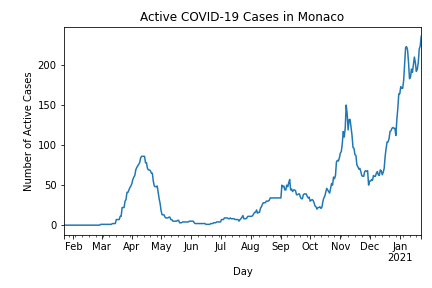 Active COVID-19 Cases in Monaco
Number of Active Cases
200
150
100
50
0
Feb Mar Apr May Jun Jul Aug Sep Oct Nov Dec Jan
2021
Day